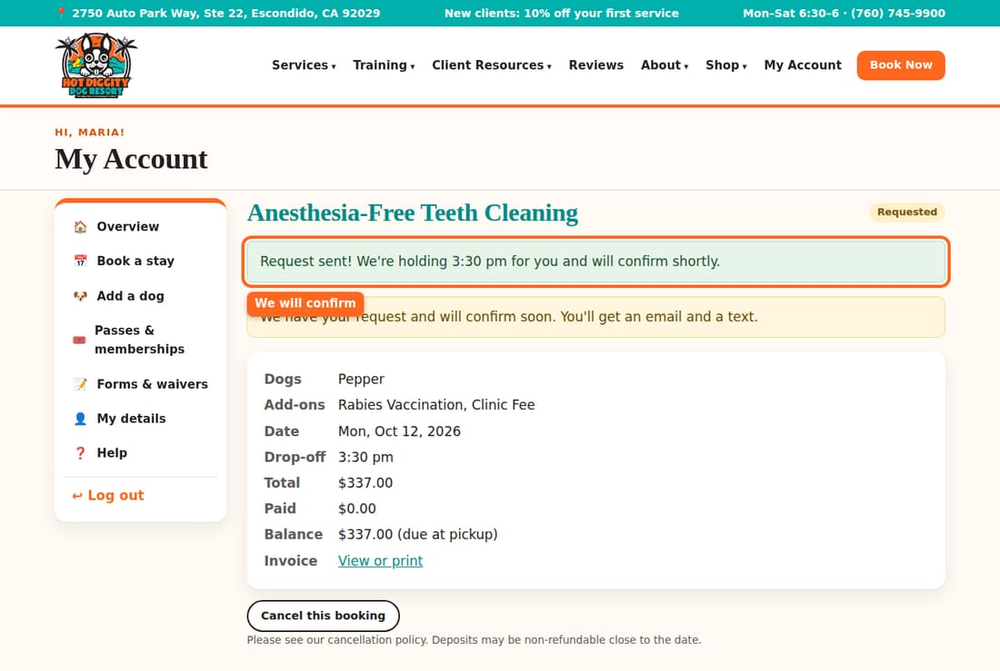 📍 2750 Auto Park Way, Ste 22, Escondido, CA 92029
New clients: 10% off your first service
Mon–Sat 6:30–6 · (760) 745-9900
HOT DIGGITY
DOG RESORT
Services ▾
Training ▾
Client Resources ▾
Reviews
About ▾
Shop ▾
My Account
Book Now
HI, MARIA!
My Account
🏠 Overview
📅 Book a stay
🐶 Add a dog
🎟️ Passes &
memberships
📝 Forms & waivers
👤 My details
❓ Help
↩ Log out
Anesthesia-Free Teeth Cleaning
Requested
Request sent! We're holding 3:30 pm for you and will confirm shortly.
We will confirm
We have your request and will confirm soon. You'll get an email and a text.
Dogs Pepper
Add-ons Rabies Vaccination, Clinic Fee
Date Mon, Oct 12, 2026
Drop-off 3:30 pm
Total $337.00
Paid $0.00
Balance $337.00 (due at pickup)
Invoice View or print
Cancel this booking
Please see our cancellation policy. Deposits may be non-refundable close to the date.